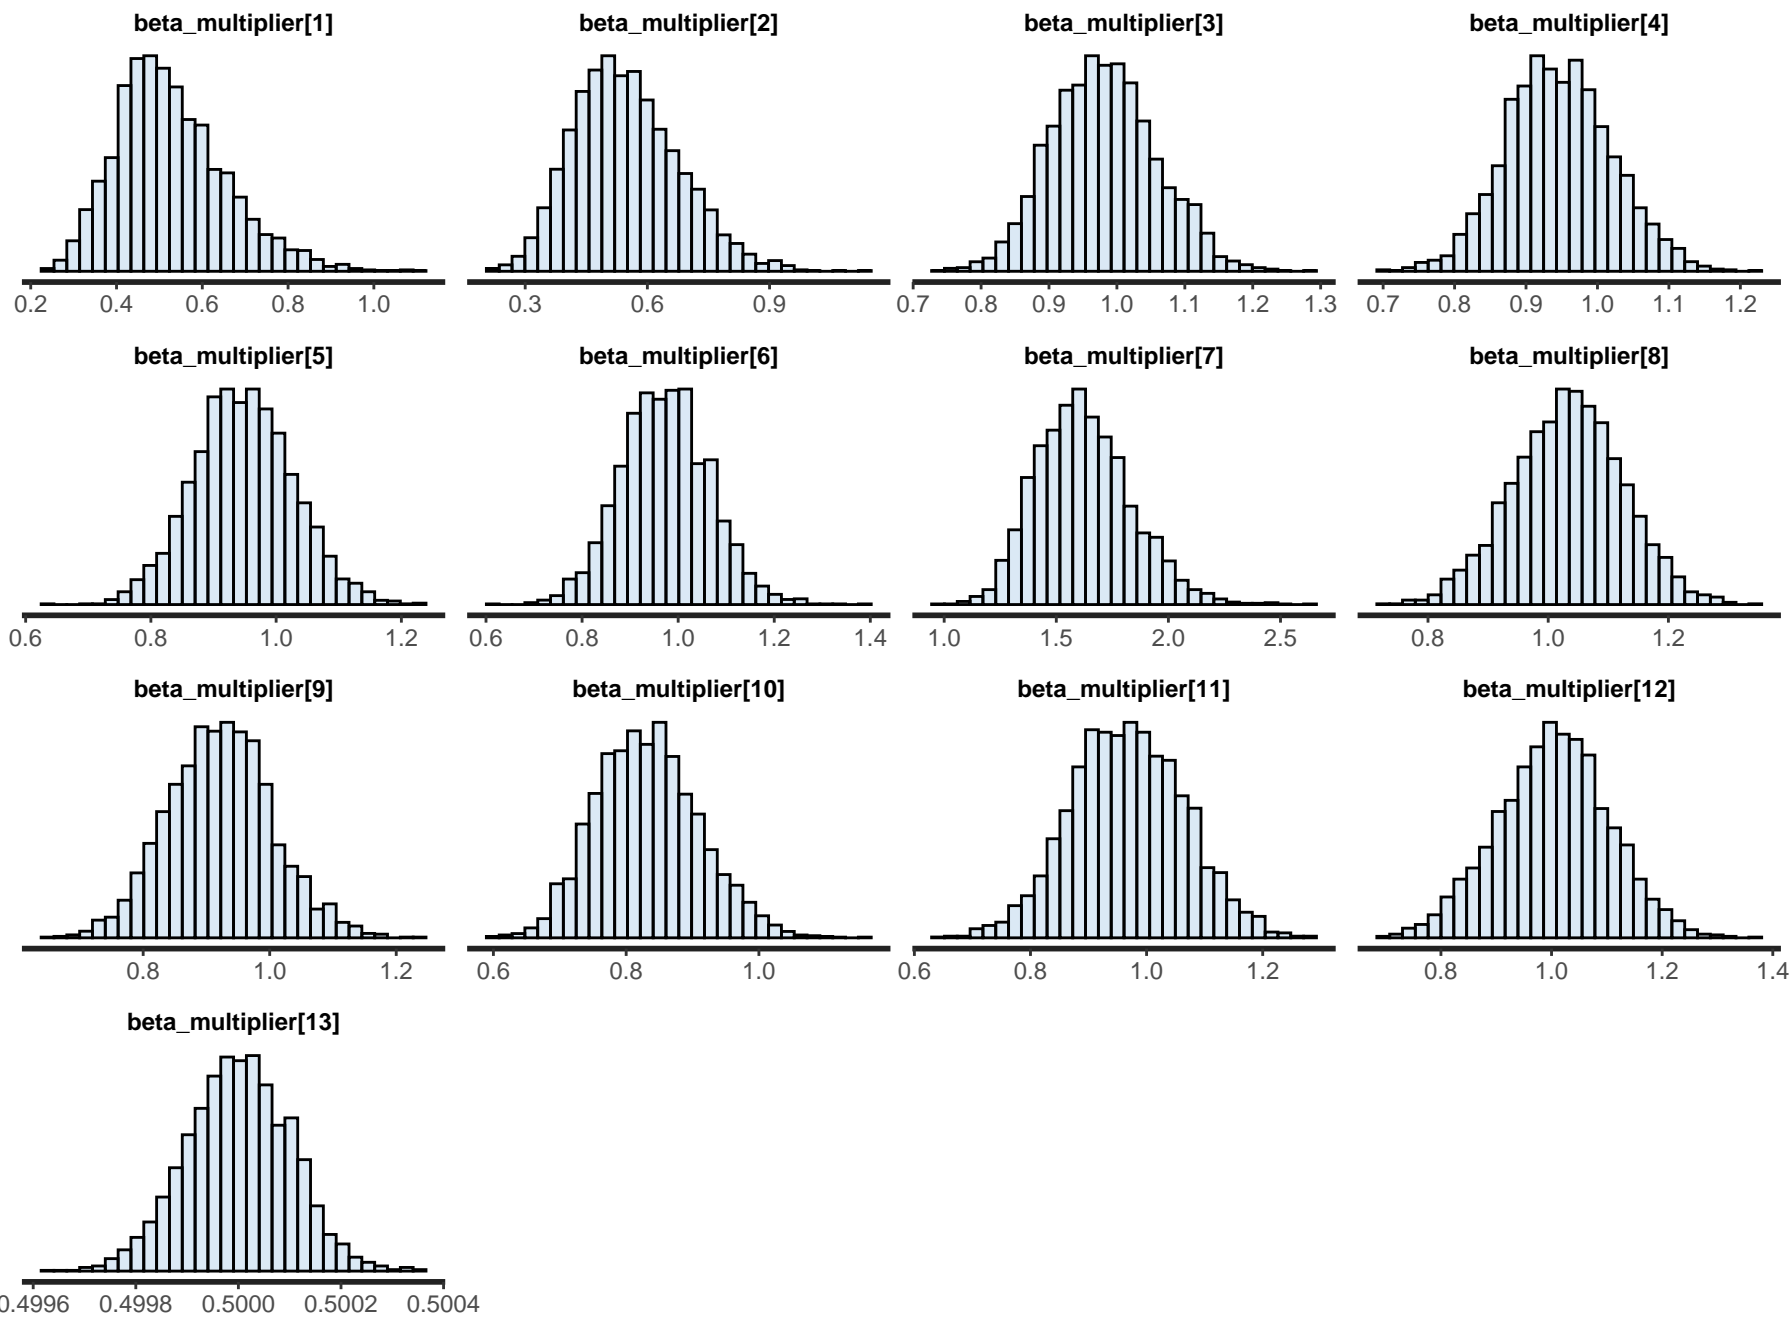 beta_multiplier[1] beta_multiplier[2] beta_multiplier[3] beta_multiplier[4]
0.2 0.4 0.6 0.8 1.0 0.3 0.6 0.9 0.7 0.8 0.9 1.0 1.1 1.2 1.3 0.7 0.8 0.9 1.0 1.1 1.2
beta_multiplier[5] beta_multiplier[6] beta_multiplier[7] beta_multiplier[8]
0.6 0.8 1.0 1.2 0.6 0.8 1.0 1.2 1.4 1.0 1.5 2.0 2.5 0.8 1.0 1.2
beta_multiplier[9] beta_multiplier[10] beta_multiplier[11] beta_multiplier[12]
0.8 1.0 1.2 0.6 0.8 1.0 0.6 0.8 1.0 1.2 0.8 1.0 1.2 1.4
beta_multiplier[13]
0.4996 0.4998 0.5000 0.5002 0.5004